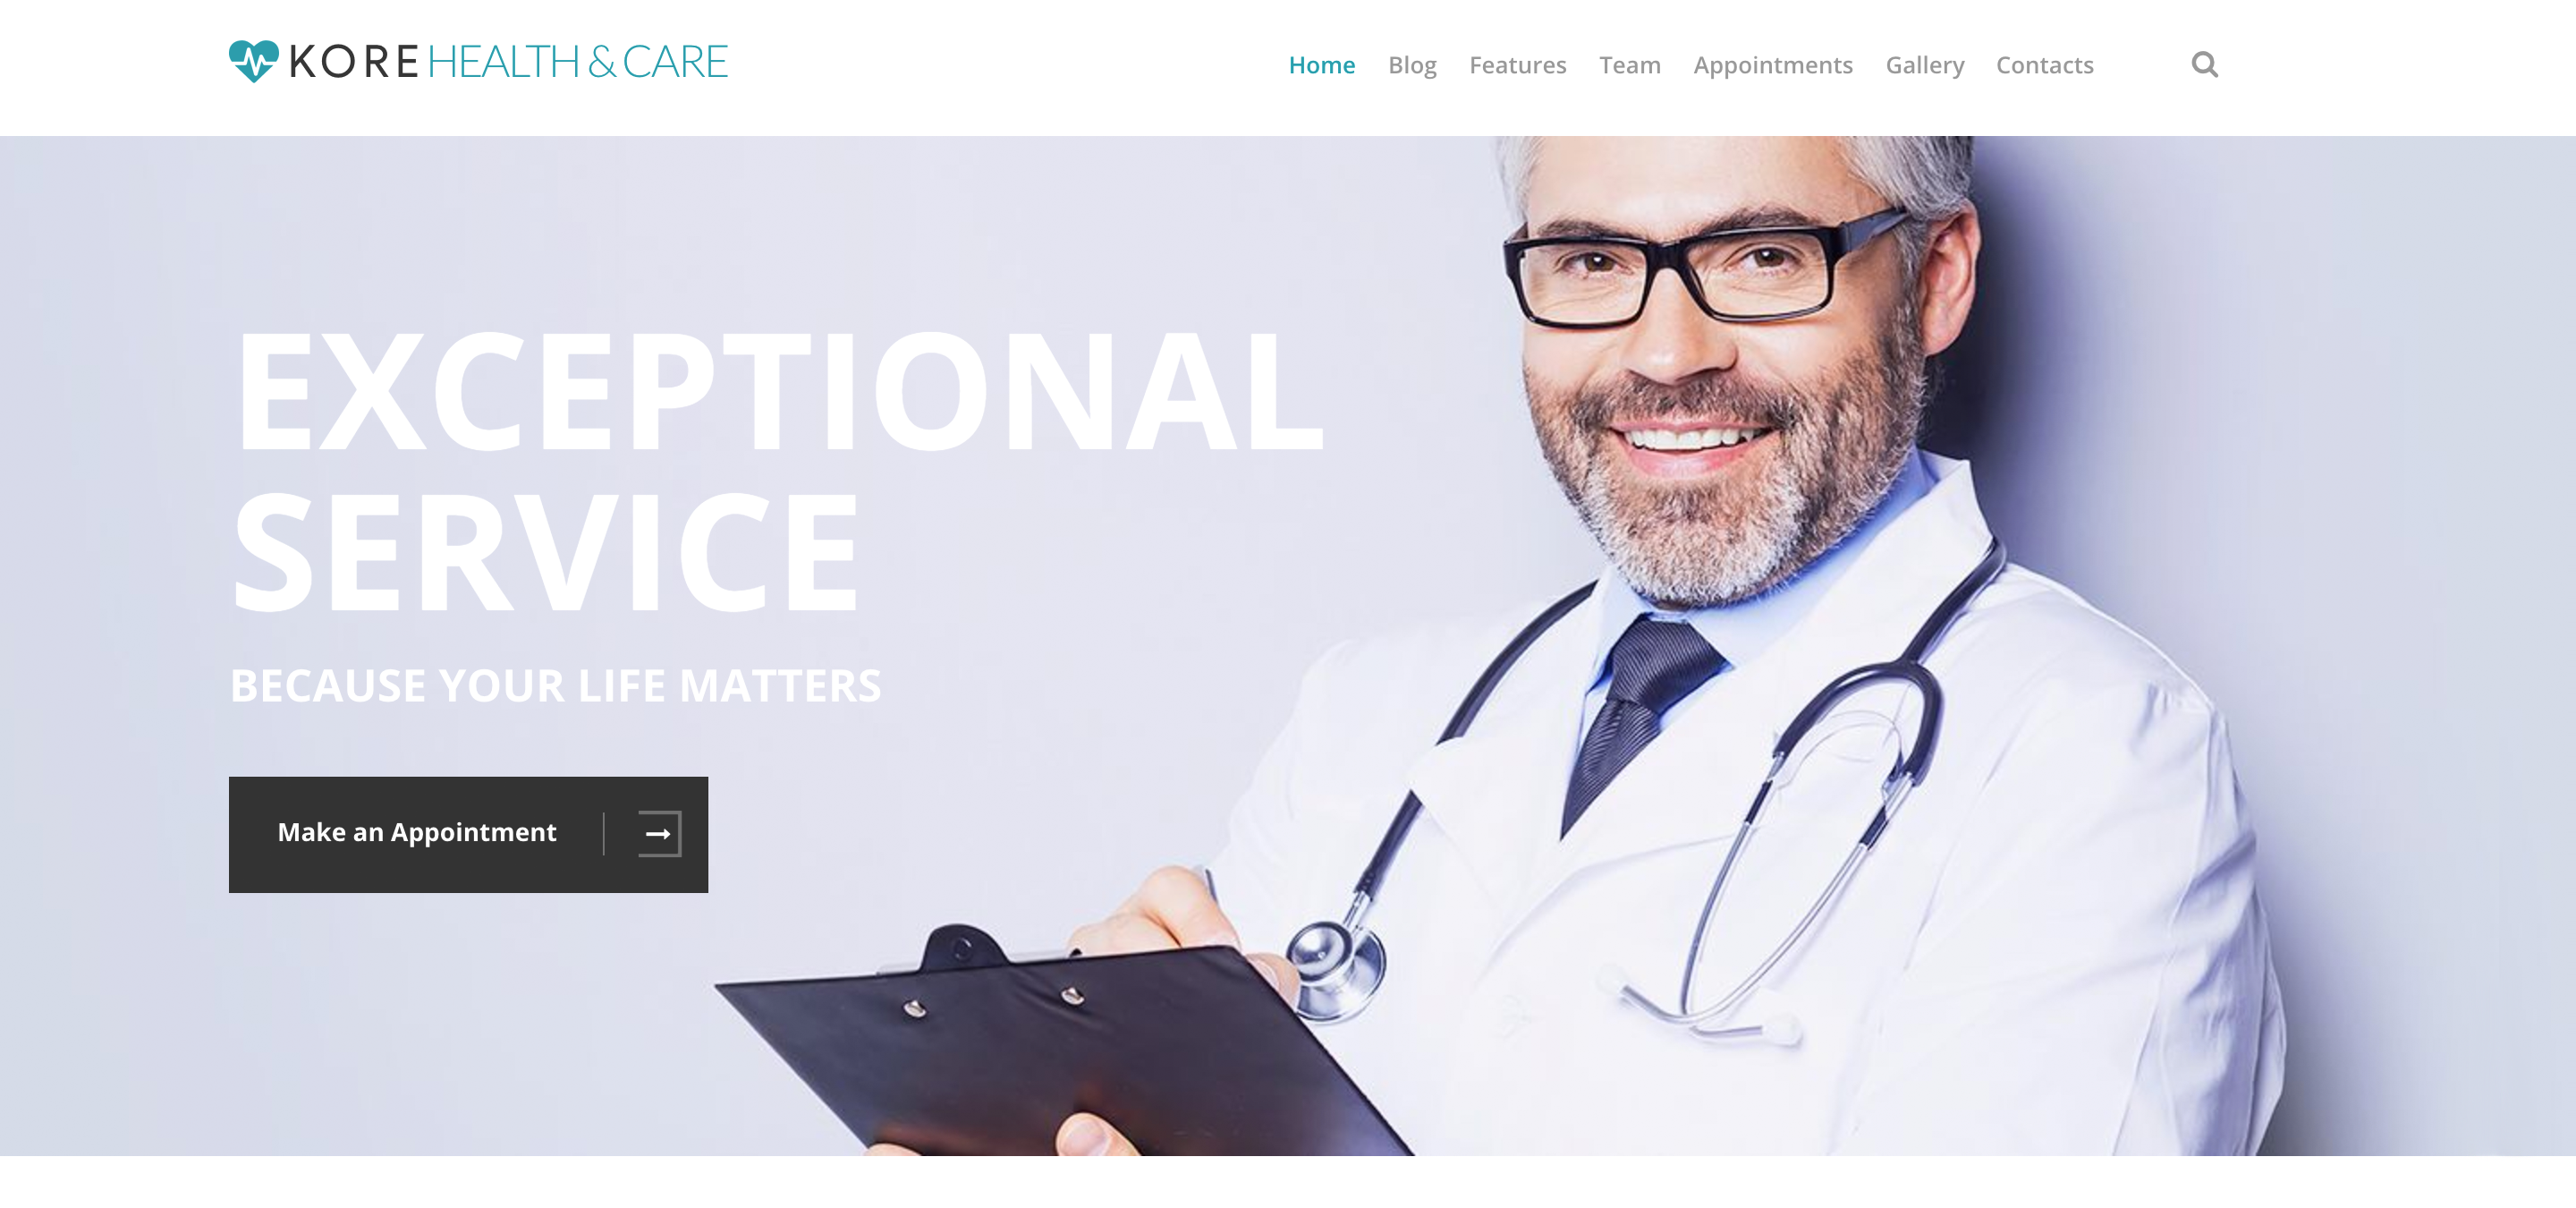 KORE HEALTH & CARE
Home Blog Features Team Appointments Gallery Contacts
EXCEPTIONAL
SERVICE
BECAUSE YOUR LIFE MATTERS
Make an Appointment